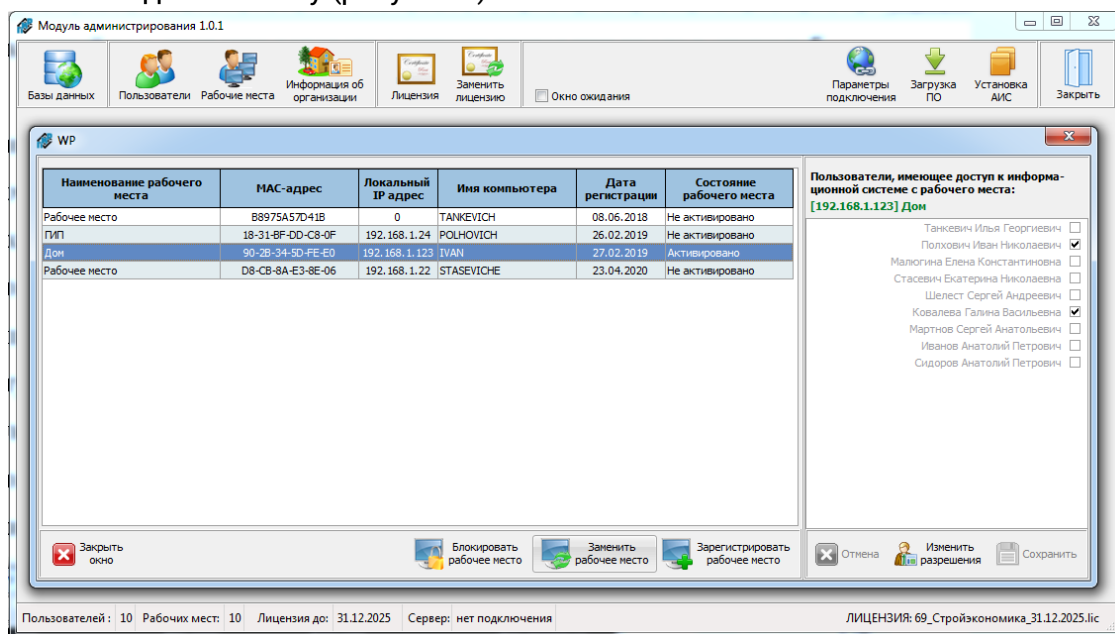 Модуль администрирования 1.0.1
Базы данных
Пользователи
Рабочие места
Информация об
организации
Лицензия
Заменить
лицензию
Окно ожидания
Параметры
подключения
Загрузка
ПО
Установка
АИС
Закрыть
WP
Наименование рабочего
места
MAC-адрес
Локальный
IP адрес
Имя компьютера
Дата
регистрации
Состояние
рабочего места
Рабочее место B8975A57D41B 0 TANKEVICH 08.06.2018 Не активировано
ПИП 18-31-BF-DD-C8-0F 192.168.1.24 POLHOVICH 26.02.2019 Не активировано
Дом 90-2B-34-5D-FE-E0 192.168.1.123 IVAN 27.02.2019 Активировано
Рабочее место D8-CB-8A-E3-8E-06 192.168.1.22 STASEVICHE 23.04.2020 Не активировано
Пользователи, имеющее доступ к информа-
ционной системе с рабочего места:
[192.168.1.123] Дом
Танкевич Илья Георгиевич
Полхович Иван Николаевич
Малюгина Елена Константиновна
Стасевич Екатерина Николаевна
Шелест Сергей Андреевич
Ковалева Галина Васильевна
Мартнов Сергей Анатольевич
Иванов Анатолий Петрович
Сидоров Анатолий Петрович
Закрыть
окно
Блокировать
рабочее место
Заменить
рабочее место
Зарегистрировать
рабочее место
Отмена
Изменить
разрешения
Сохранить
Пользователей : 10 Рабочих мест: 10 Лицензия до: 31.12.2025 Сервер: нет подключения ЛИЦЕНЗИЯ: 69_Стройэкономика_31.12.2025.lic